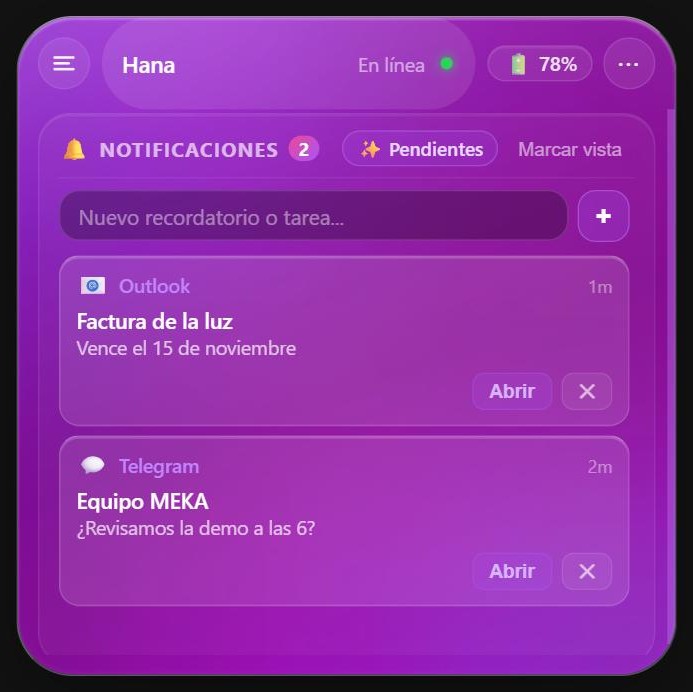 Hana En línea 78% ...
NOTIFICACIONES 2 Pendientes Marcar vista
Nuevo recordatorio o tarea... +
Outlook 1m
Factura de la luz
Vence el 15 de noviembre
Abrir ✕
Telegram 2m
Equipo MEKA
¿Revisamos la demo a las 6?
Abrir ✕